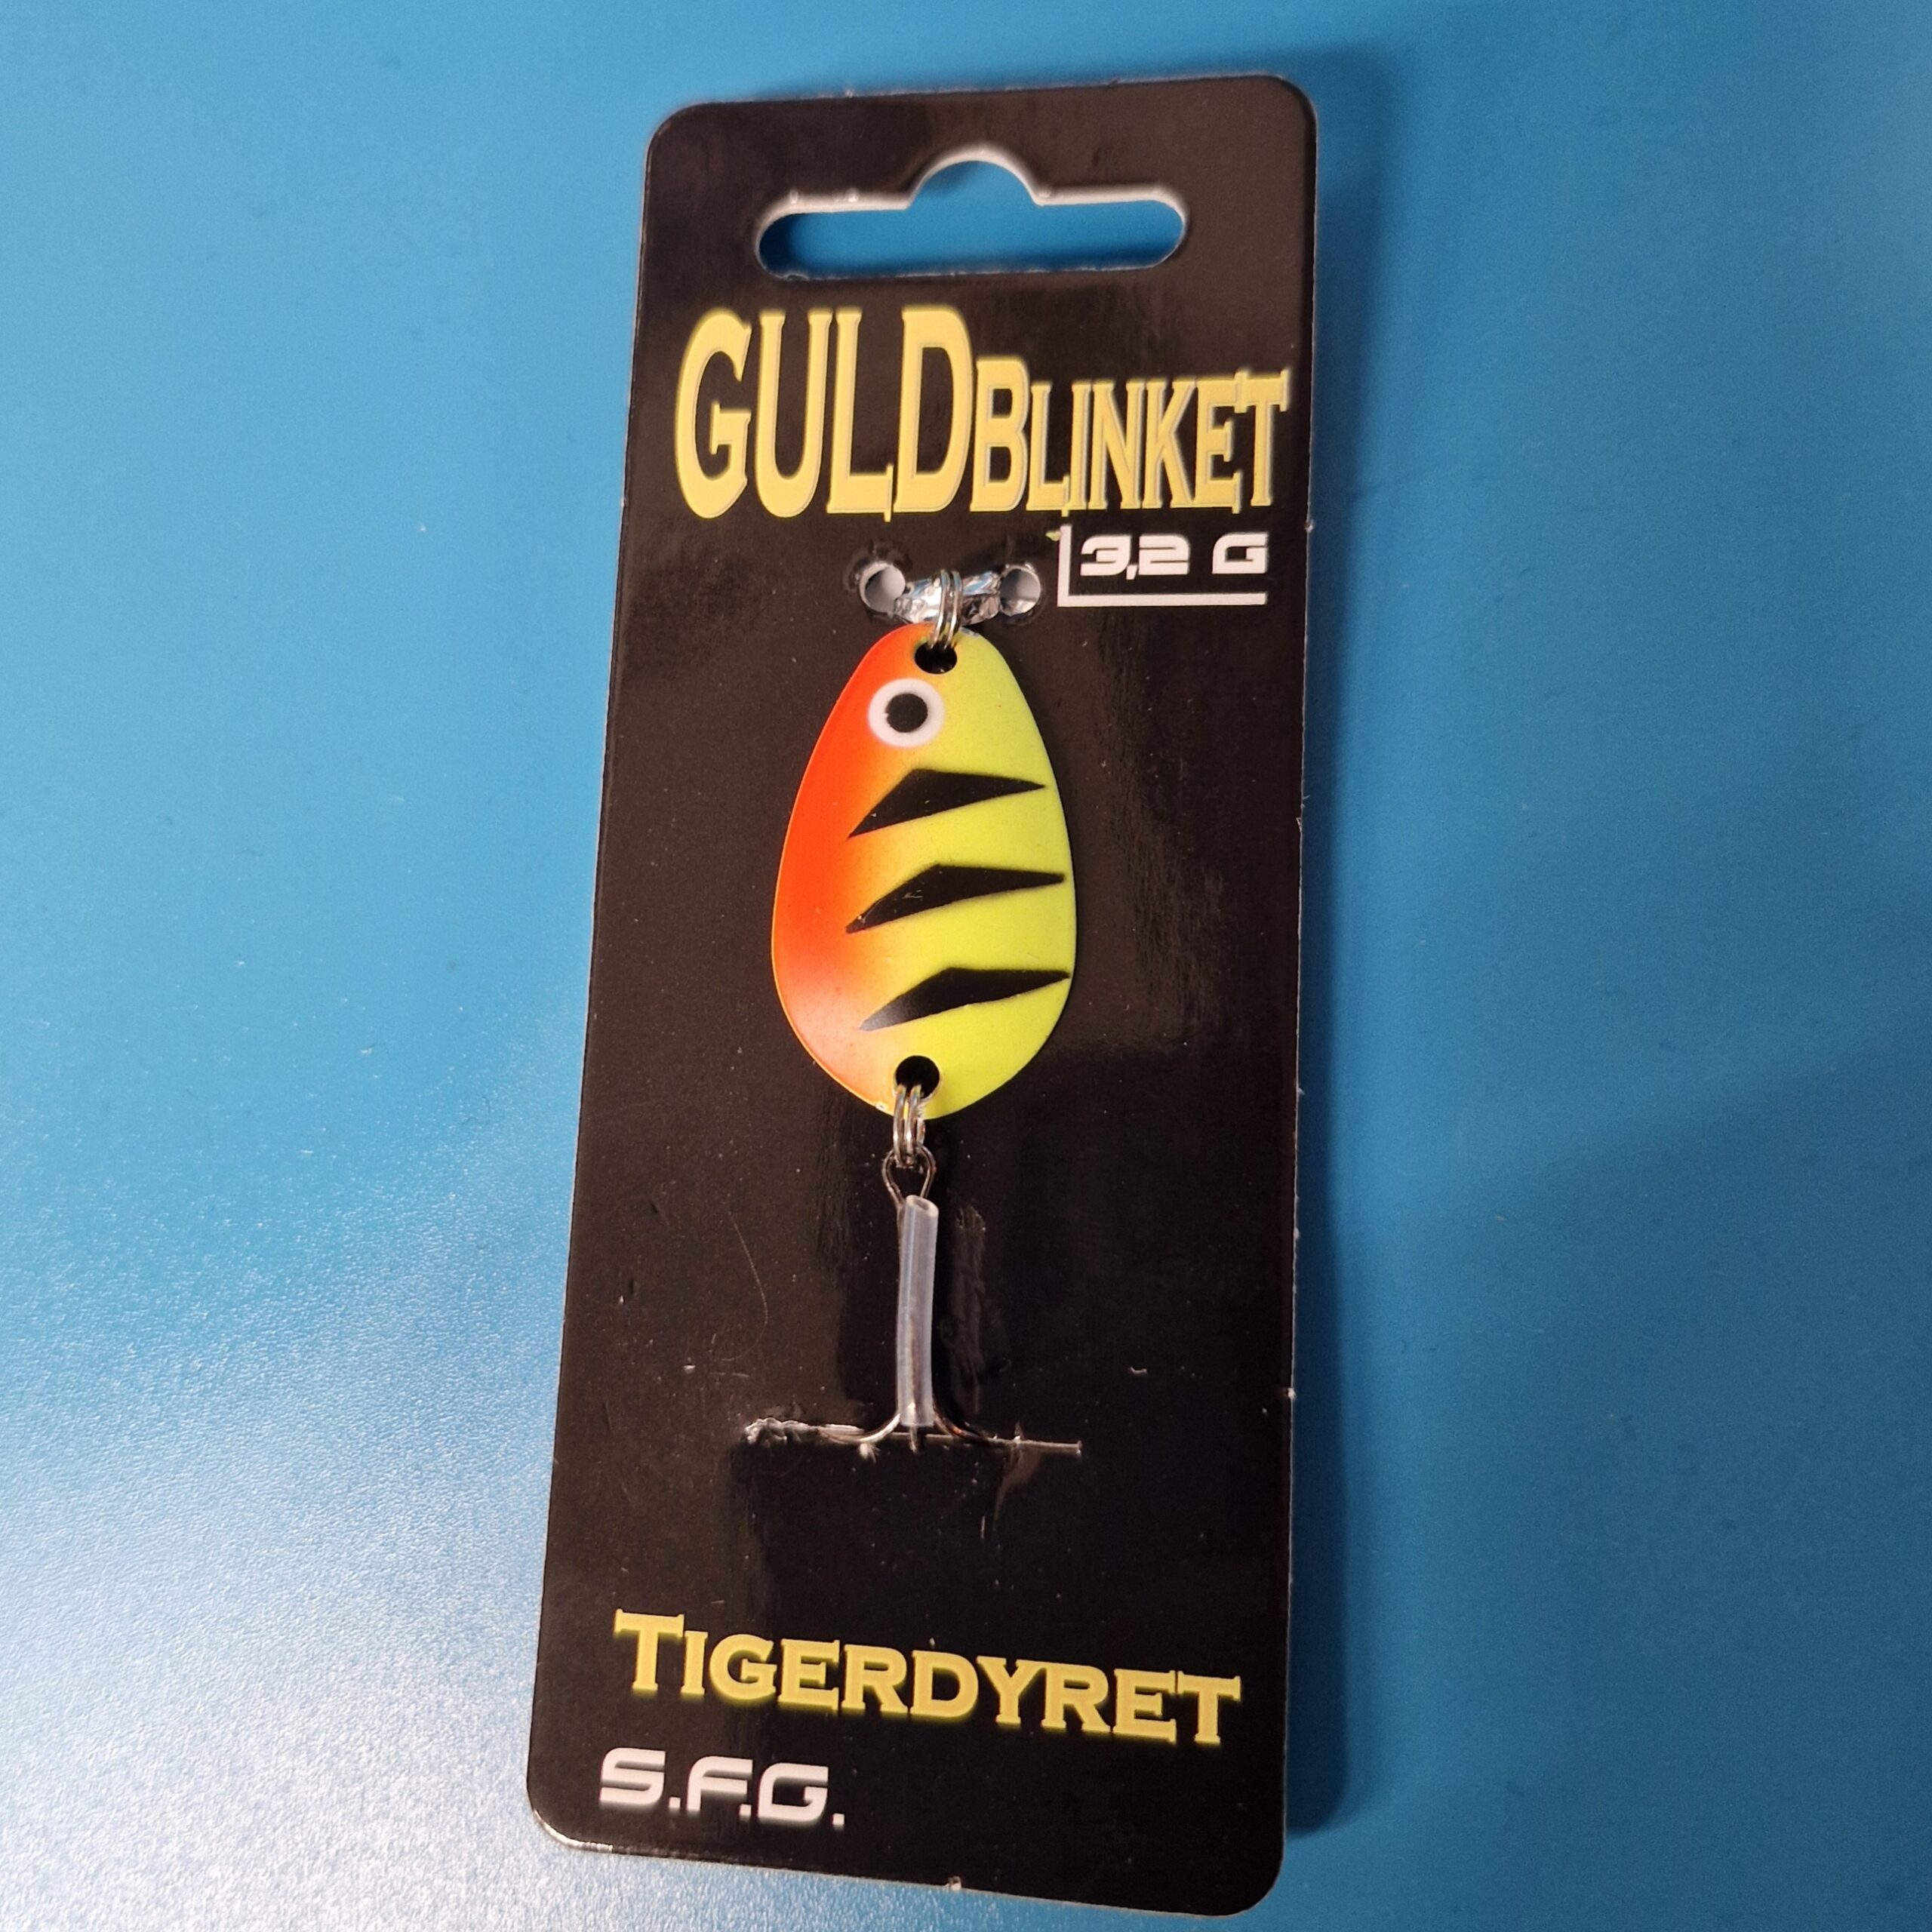 GULDBLINKET
3,2 G
TIGERDYRET
S.F.G.